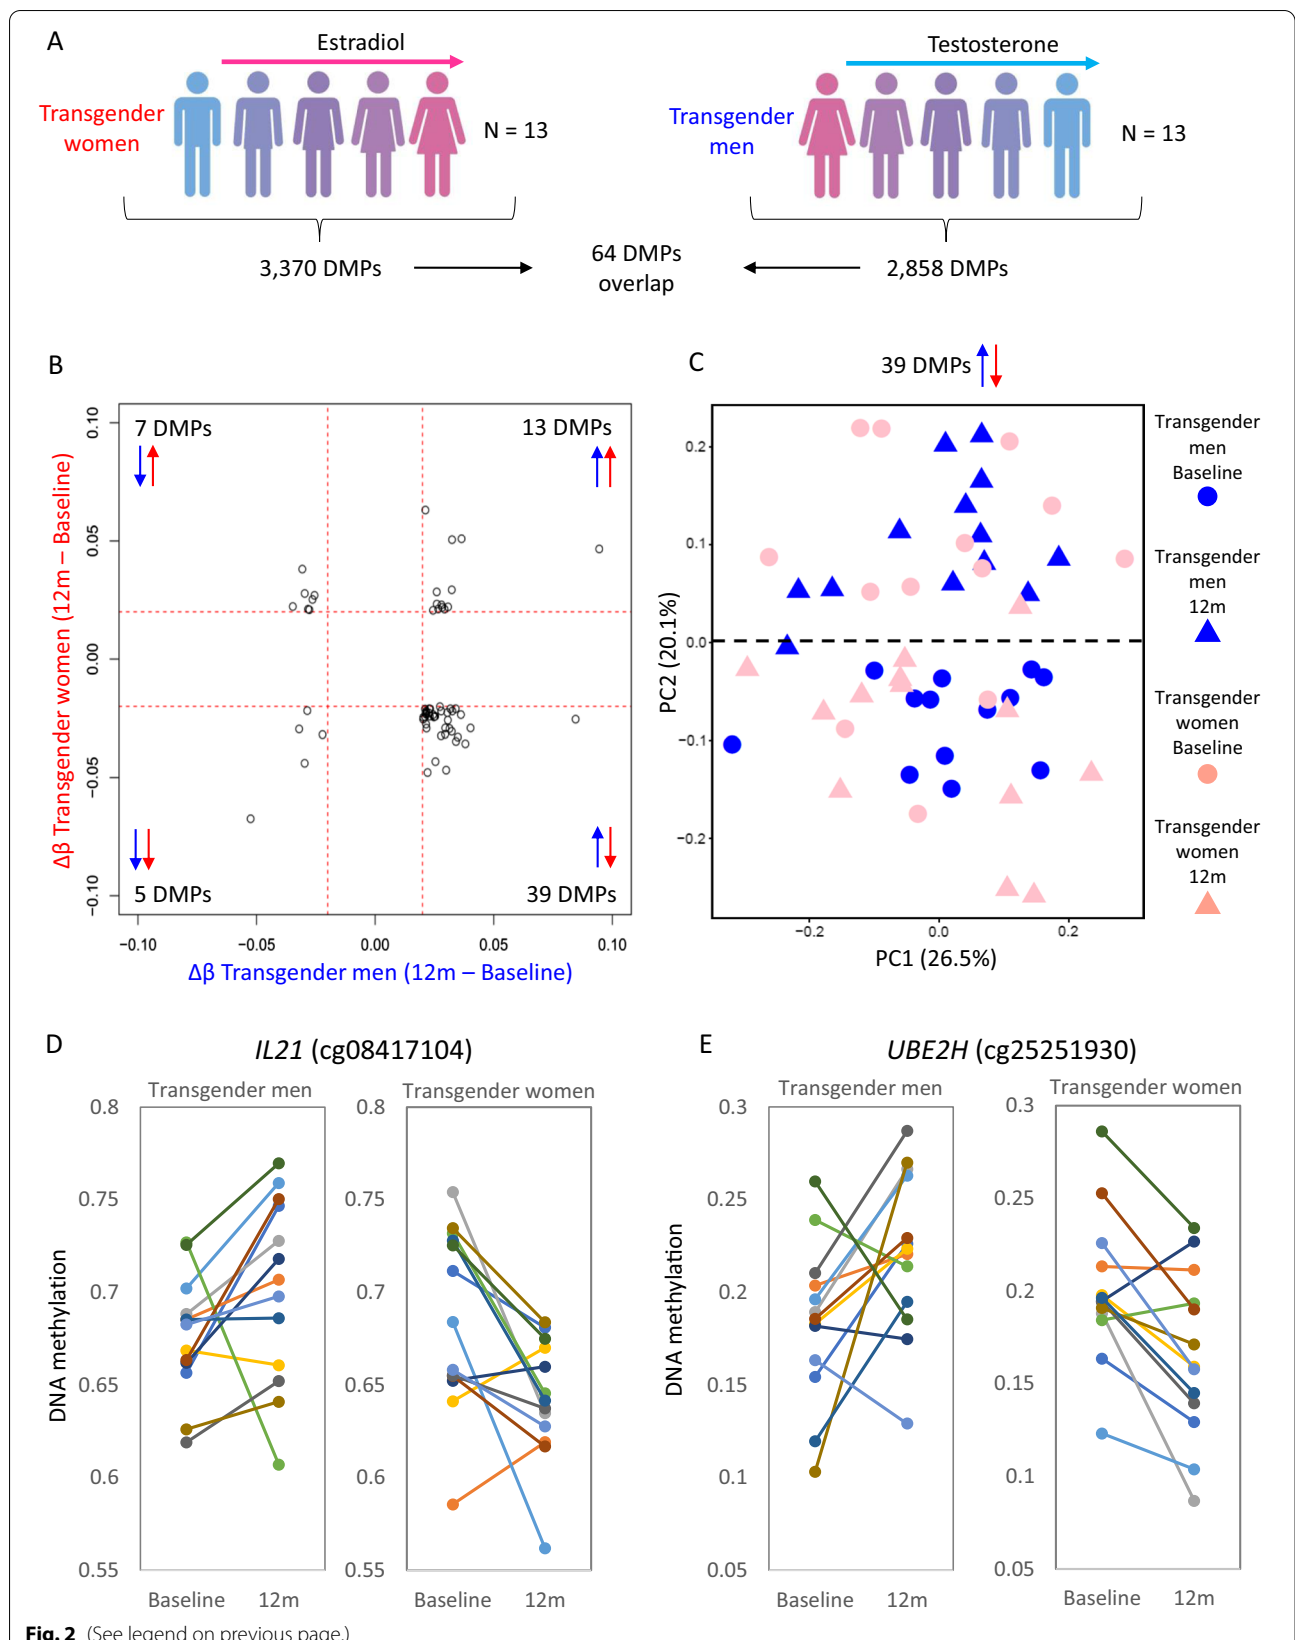 A
Estradiol
Testosterone
Transgender
women
N = 13
Transgender
men
N = 13
3,370 DMPs
64 DMPs
overlap
2,858 DMPs
B
7 DMPs
13 DMPs
5 DMPs
39 DMPs
0.10
0.05
0.00
−0.05
−0.10
Δβ Transgender women (12m – Baseline)
−0.10
−0.05
0.00
0.05
0.10
Δβ Transgender men (12m – Baseline)
C
39 DMPs
0.2
0.1
0.0
−0.1
−0.2
PC2 (20.1%)
−0.2
0.0
0.2
PC1 (26.5%)
Transgender
men
Baseline
Transgender
men
12m
Transgender
women
Baseline
Transgender
women
12m
D
IL21 (cg08417104)
Transgender men
Transgender women
DNA methylation
0.8
0.75
0.7
0.65
0.6
0.55
Baseline
12m
0.8
0.75
0.7
0.65
0.6
0.55
Baseline
12m
E
UBE2H (cg25251930)
Transgender men
Transgender women
DNA methylation
0.3
0.25
0.2
0.15
0.1
0.05
Baseline
12m
0.3
0.25
0.2
0.15
0.1
0.05
Baseline
12m
Fig. 2 (See legend on previous page.)